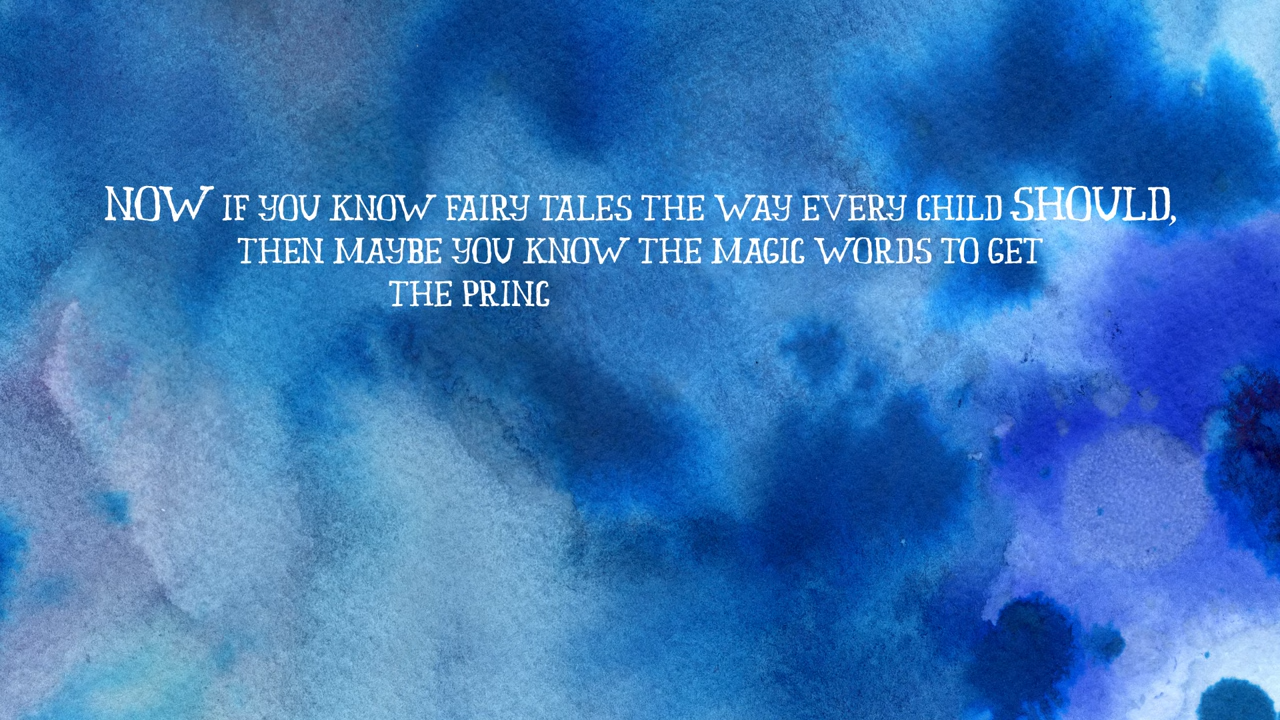 NOW IF YOU KNOW FAIRY TALES THE WAY EVERY CHILD SHOULD,
THEN MAYBE YOU KNOW THE MAGIC WORDS TO GET
THE PRINC